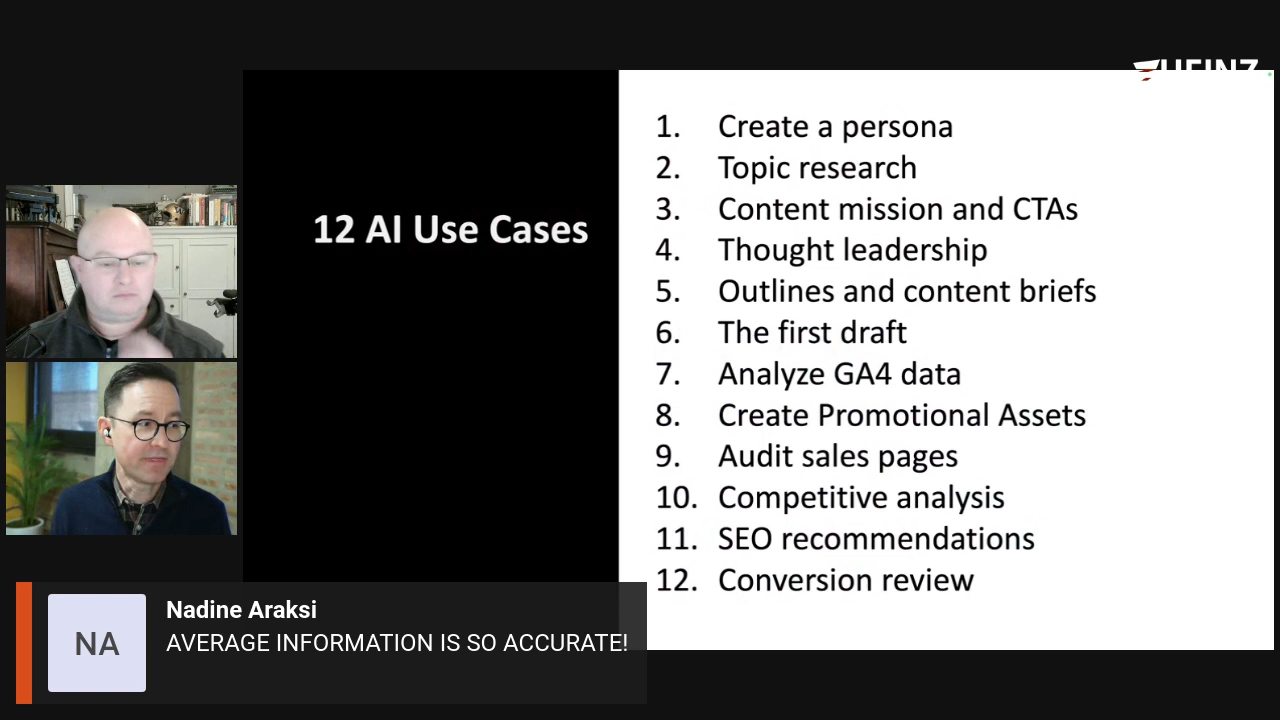 HEINZ
12 AI Use Cases
1. Create a persona
2. Topic research
3. Content mission and CTAs
4. Thought leadership
5. Outlines and content briefs
6. The first draft
7. Analyze GA4 data
8. Create Promotional Assets
9. Audit sales pages
10. Competitive analysis
11. SEO recommendations
12. Conversion review
NA
Nadine Araksi
AVERAGE INFORMATION IS SO ACCURATE!